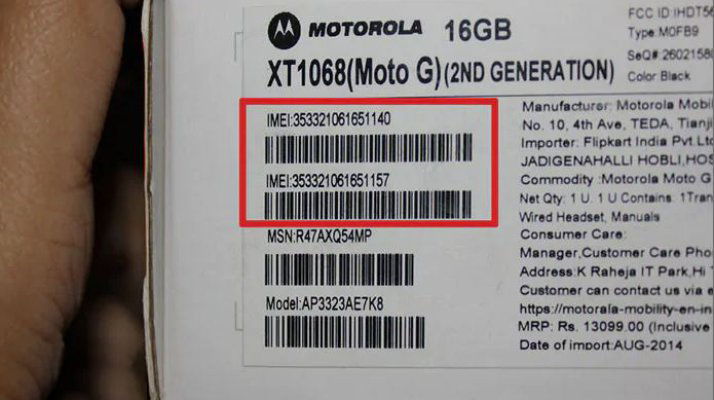 MOTOROLA 16GB
XT1068(Moto G)(2ND GENERATION)
IMEI:353321061651140
IMEI:353321061651157
MSN:R47AXQ54MP
Model:AP3323AE7K8
FCC ID:IHDT56
Type:M0FB9
SeQ#:26021580
Color Black
Manufacturer: Motorola Mobil
No. 10, 4th Ave, TEDA, Tianji
Importer: Flipkart India Pvt.Ltd
JADIGENAHALLI HOBLI,HOS
Commodity :Motorola Moto G
Net Qty: 1 U. 1 U Contains: 1Tran
Wired Headset, Manuals
Consumer Care:
Manager,Customer Care Pho
Address:K Raheja IT Park,Hi
Customer can contact us via e
https://motorola-mobility-en-in
MRP: Rs. 13099.00 (Inclusive
Date of import:AUG-2014